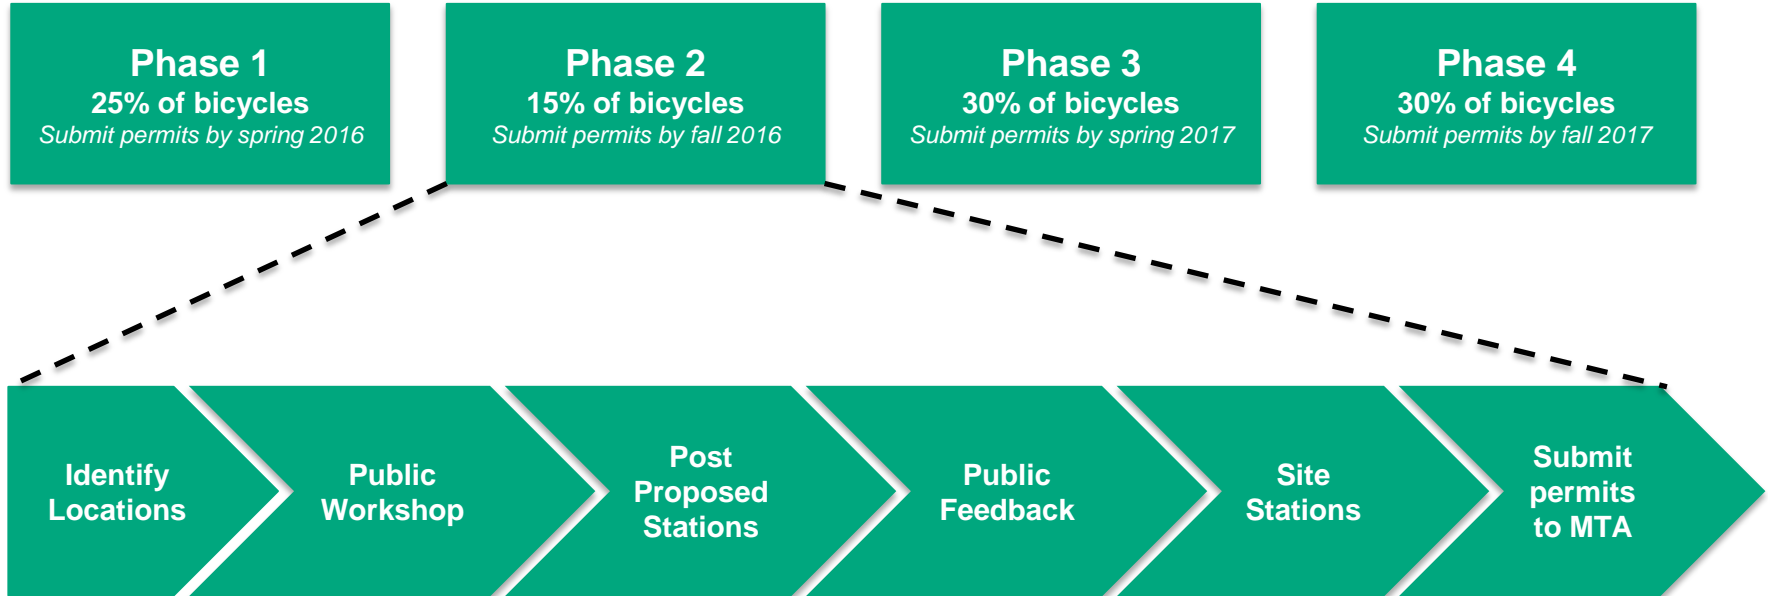 Phase 1
25% of bicycles
Submit permits by spring 2016
Phase 2
15% of bicycles
Submit permits by fall 2016
Phase 3
30% of bicycles
Submit permits by spring 2017
Phase 4
30% of bicycles
Submit permits by fall 2017
Identify
Locations
Public
Workshop
Post
Proposed
Stations
Public
Feedback
Site
Stations
Submit
permits
to MTA